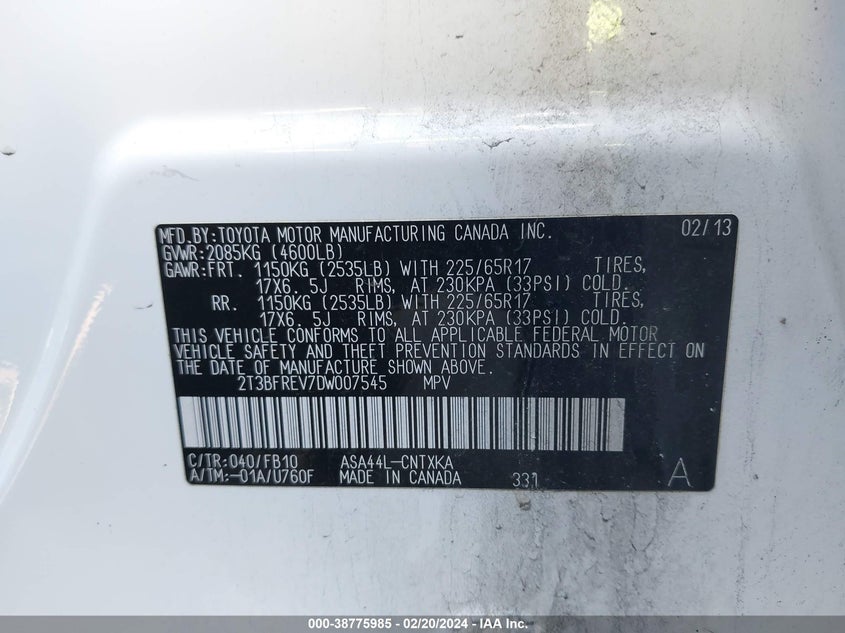 MFD.BY:TOYOTA MOTOR MANUFACTURING CANADA INC. 02/13
GVWR:2085KG (4600LB)
GAWR:FRT. 1150KG (2535LB) WITH 225/65R17 TIRES,
17X6.5J RIMS, AT 230KPA (33PSI) COLD.
RR. 1150KG (2535LB) WITH 225/65R17 TIRES,
17X6.5J RIMS, AT 230KPA (33PSI) COLD.
THIS VEHICLE CONFORMS TO ALL APPLICABLE FEDERAL MOTOR
VEHICLE SAFETY AND THEFT PREVENTION STANDARDS IN EFFECT ON
THE DATE OF MANUFACTURE SHOWN ABOVE.
2T3BFREV7DW007545 MPV
C/TR:040/FB10 ASA44L-CNTXKA
A/TM:-01A/U760F MADE IN CANADA 331 A
000-38775985 - 02/20/2024 - IAA Inc.